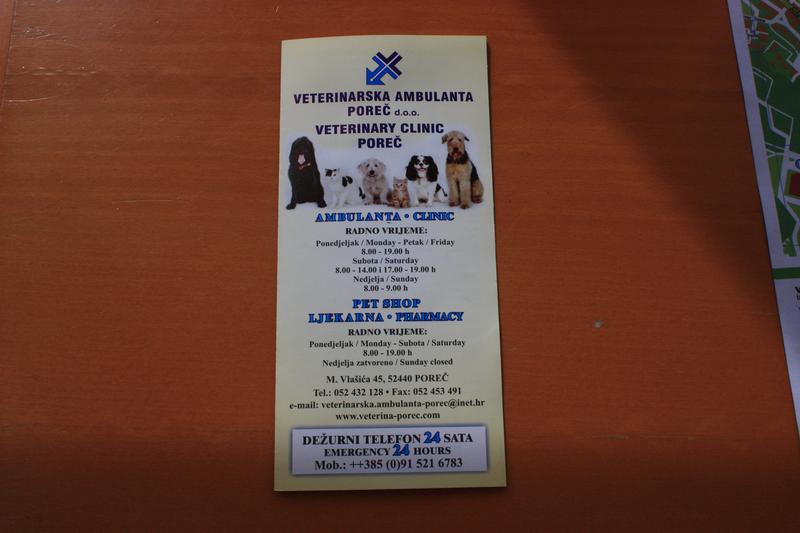 VETERINARSKA AMBULANTA
POREČ d.o.o.
VETERINARY CLINIC
POREČ
AMBULANTA • CLINIC
RADNO VRIJEME:
Ponedjeljak / Monday - Petak / Friday
8.00 - 19.00 h
Subota / Saturday
8.00 - 14.00 i 17.00 - 19.00 h
Nedjelja / Sunday
8.00 - 9.00 h
PET SHOP
LJEKARNA • PHARMACY
RADNO VRIJEME:
Ponedjeljak / Monday - Subota / Saturday
8.00 - 19.00 h
Nedjelja zatvoreno / Sunday closed
M. Vlašića 45, 52440 POREČ
Tel.: 052 432 128 • Fax: 052 453 491
e-mail: veterinarska.ambulanta-porec@inet.hr
www.veterina-porec.com
DEŽURNI TELEFON 24 SATA
EMERGENCY 24 HOURS
Mob.: ++385 (0)91 521 6783